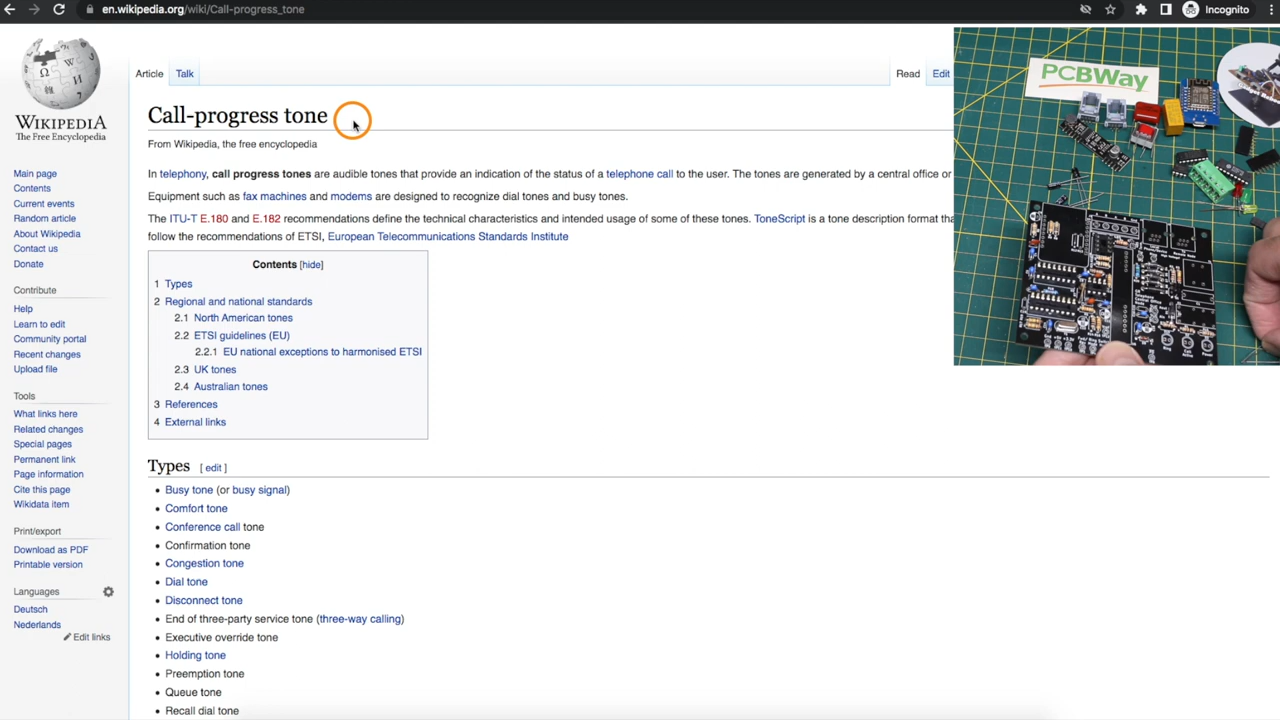 en.wikipedia.org/wiki/Call-progress_tone
Incognito
WIKIPEDIA
The Free Encyclopedia
Main page
Contents
Current events
Random article
About Wikipedia
Contact us
Donate
Contribute
Help
Learn to edit
Community portal
Recent changes
Upload file
Tools
What links here
Related changes
Special pages
Permanent link
Page information
Cite this page
Wikidata item
Print/export
Download as PDF
Printable version
Languages
Deutsch
Nederlands
Edit links
Article Talk
Read Edit
Call-progress tone
From Wikipedia, the free encyclopedia
In telephony, call progress tones are audible tones that provide an indication of the status of a telephone call to the user. The tones are generated by a central office or
Equipment such as fax machines and modems are designed to recognize dial tones and busy tones.
The ITU-T E.180 and E.182 recommendations define the technical characteristics and intended usage of some of these tones. ToneScript is a tone description format tha
follow the recommendations of ETSI, European Telecommunications Standards Institute
Contents [hide]
1 Types
2 Regional and national standards
2.1 North American tones
2.2 ETSI guidelines (EU)
2.2.1 EU national exceptions to harmonised ETSI
2.3 UK tones
2.4 Australian tones
3 References
4 External links
Types [ edit ]
• Busy tone (or busy signal)
• Comfort tone
• Conference call tone
• Confirmation tone
• Congestion tone
• Dial tone
• Disconnect tone
• End of three-party service tone (three-way calling)
• Executive override tone
• Holding tone
• Preemption tone
• Queue tone
• Recall dial tone
PCBWay